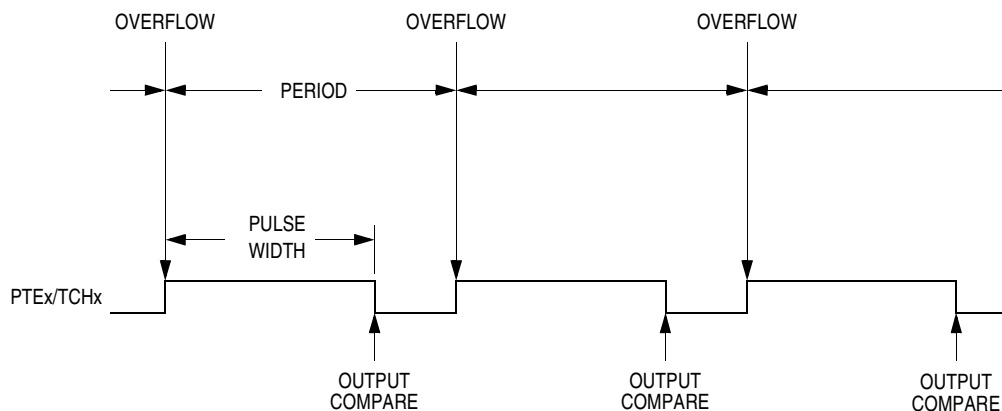 OVERFLOW
OVERFLOW
OVERFLOW
PERIOD
PULSE
WIDTH
PTEx/TCHx
OUTPUT
COMPARE
OUTPUT
COMPARE
OUTPUT
COMPARE